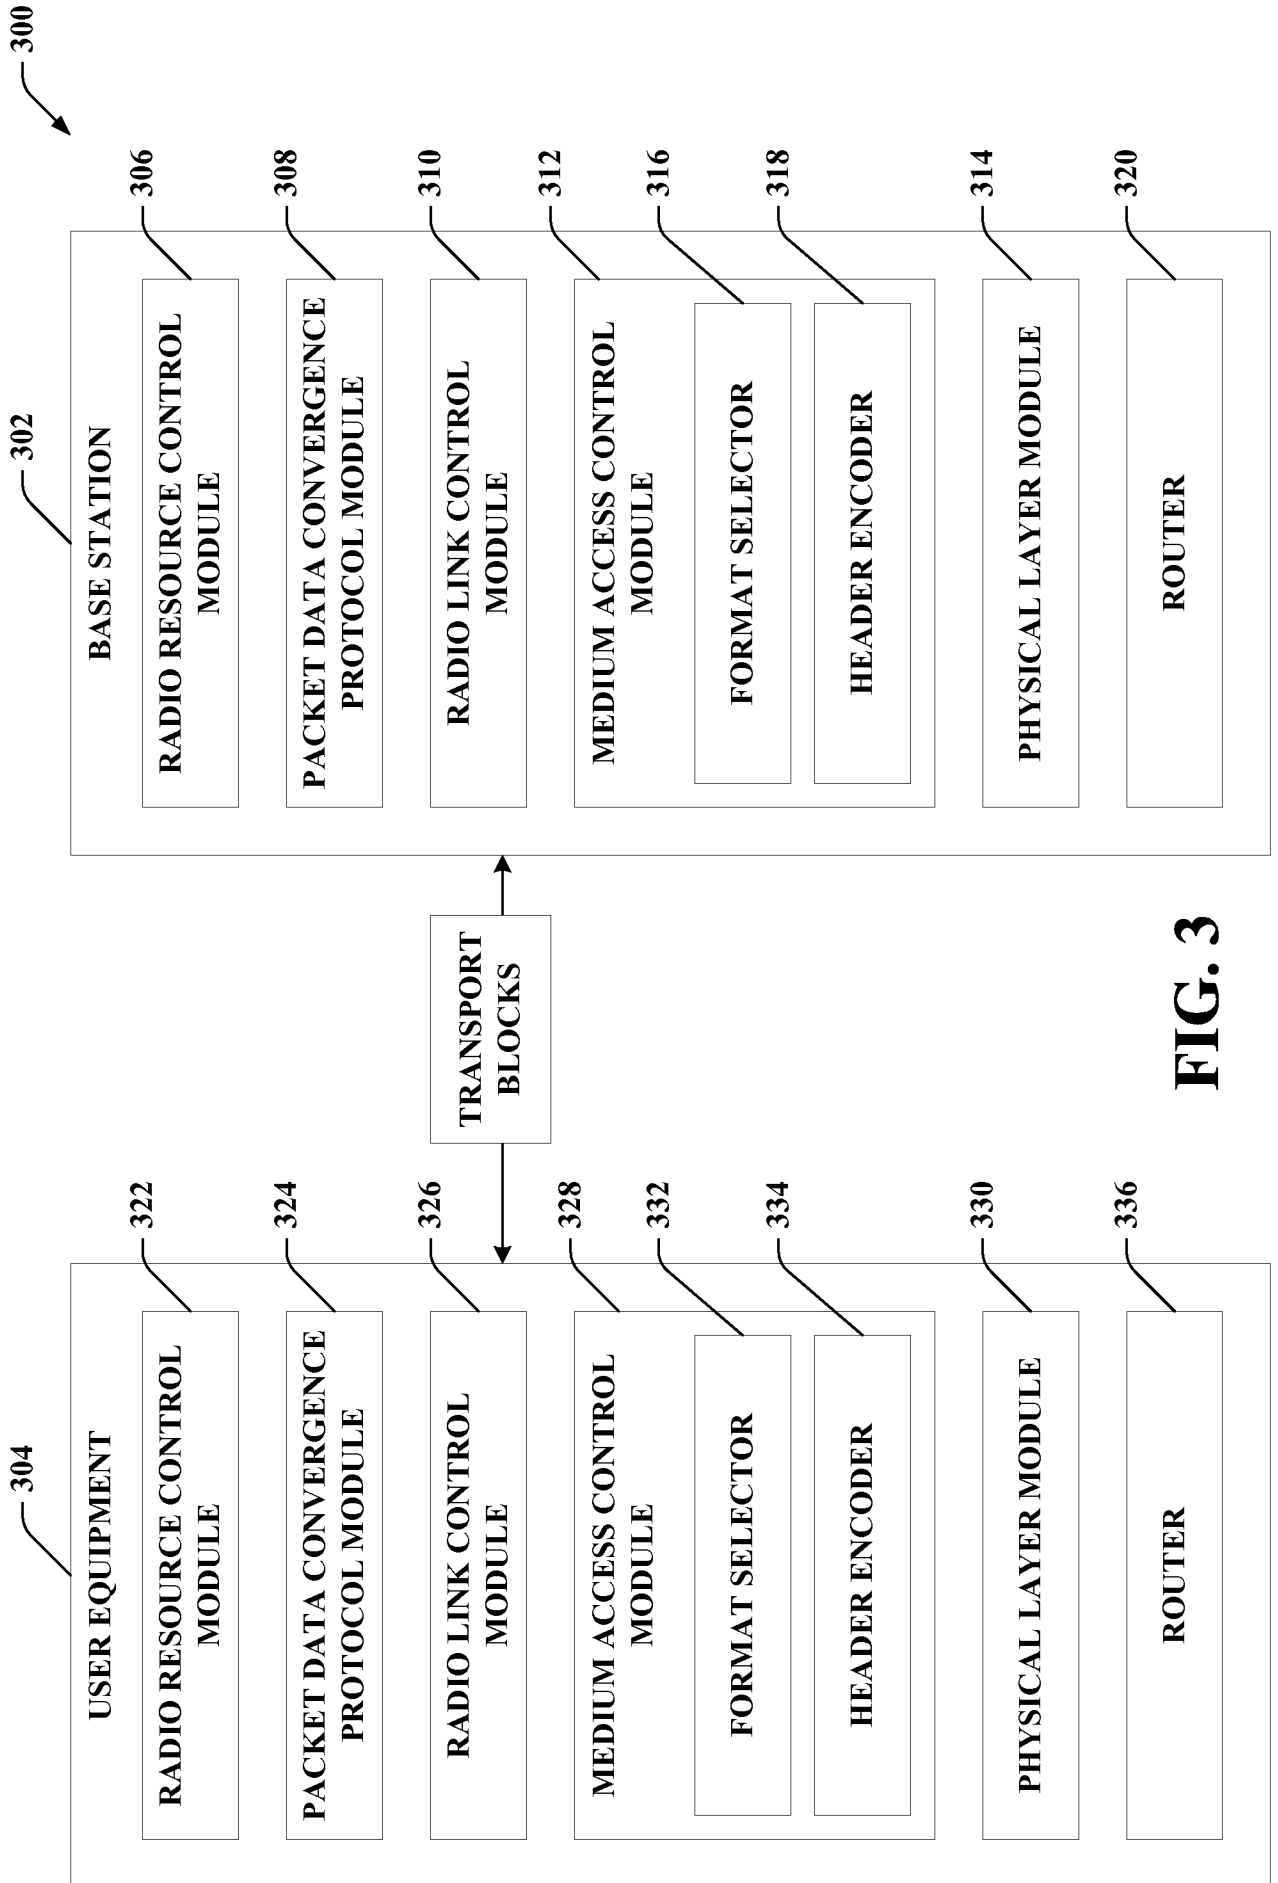 300
304
USER EQUIPMENT
322
RADIO RESOURCE CONTROL
MODULE
324
PACKET DATA CONVERGENCE
PROTOCOL MODULE
326
RADIO LINK CONTROL
MODULE
328
MEDIUM ACCESS CONTROL
MODULE
332
FORMAT SELECTOR
334
HEADER ENCODER
330
PHYSICAL LAYER MODULE
336
ROUTER
TRANSPORT
BLOCKS
302
BASE STATION
306
RADIO RESOURCE CONTROL
MODULE
308
PACKET DATA CONVERGENCE
PROTOCOL MODULE
310
RADIO LINK CONTROL
MODULE
312
MEDIUM ACCESS CONTROL
MODULE
316
FORMAT SELECTOR
318
HEADER ENCODER
314
PHYSICAL LAYER MODULE
320
ROUTER
FIG. 3